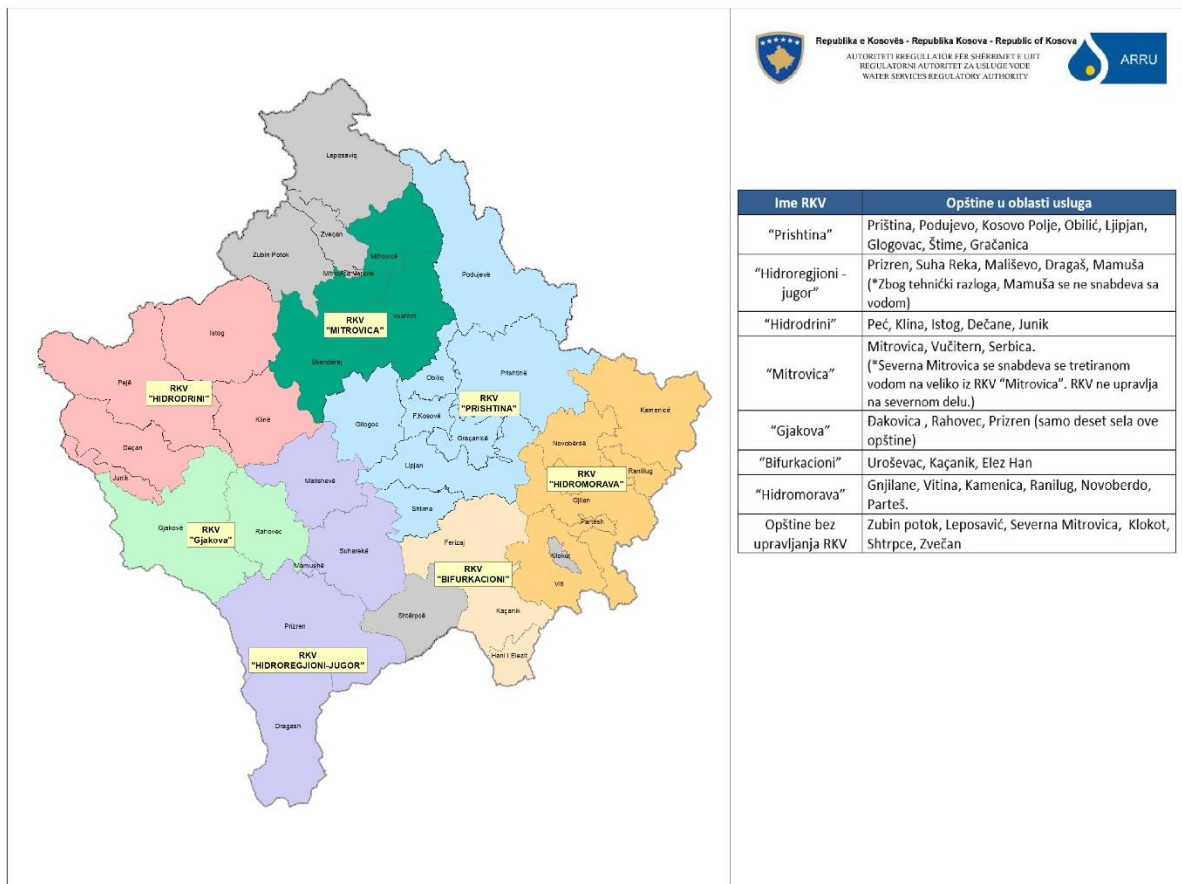 Leposaviq
Zveçan
Zubin Potok
Mitrovicë
Mitrovica Veriore
Podujevë
Istog
Vushtrri
RKV
"MITROVICA"
Skenderaj
Obiliq
Prishtinë
Pejë
RKV
"HIDRODRINI"
RKV
"PRISHTINA"
F.Kosovë
Kamenicë
Klinë
Gllogoc
Graçanicë
Deçan
Novobërdë
Lipjan
Ranillug
Junik
Malishevë
RKV
"HIDROMORAVA"
Gjilan
Shtime
Partesh
Gjakovë
RKV
"Gjakova"
Rahovec
Suharekë
Ferizaj
Klokot
Mamushë
RKV
"BIFURKACIONI"
Viti
Shtërpcë
Kaçanik
Prizren
RKV
"HIDROREGJIONI-JUGOR"
Hani i Elezit
Dragash
Republika e Kosovës - Republika Kosova - Republic of Kosova
AUTORITETI RREGULLATOR PËR SHËRBIMET E UJIT
REGULATORNI AUTORITET ZA USLUGE VODE
WATER SERVICES REGULATORY AUTHORITY
ARRU
Ime RKV Opštine u oblasti usluga
"Prishtina" Priština, Podujevo, Kosovo Polje, Obilić, Ljipjan,
Glogovac, Štime, Gračanica
"Hidroregjioni -
jugor"
Prizren, Suha Reka, Mališevo, Dragaš, Mamuša
(*Zbog tehnički razloga, Mamuša se ne snabdeva sa
vodom)
"Hidrodrini" Peć, Klina, Istog, Dečane, Junik
"Mitrovica" Mitrovica, Vučitern, Serbica.
(*Severna Mitrovica se snabdeva se tretiranom
vodom na veliko iz RKV "Mitrovica". RKV ne upravlja
na severnom delu.)
"Gjakova" Đakovica , Rahovec, Prizren (samo deset sela ove
opštine)
"Bifurkacioni" Uroševac, Kaçanik, Elez Han
"Hidromorava" Gnjilane, Vitina, Kamenica, Ranilug, Novoberdo,
Parteš.
Opštine bez
upravljanja RKV
Zubin potok, Leposavić, Severna Mitrovica, Klokot,
Shtrpce, Zvečan